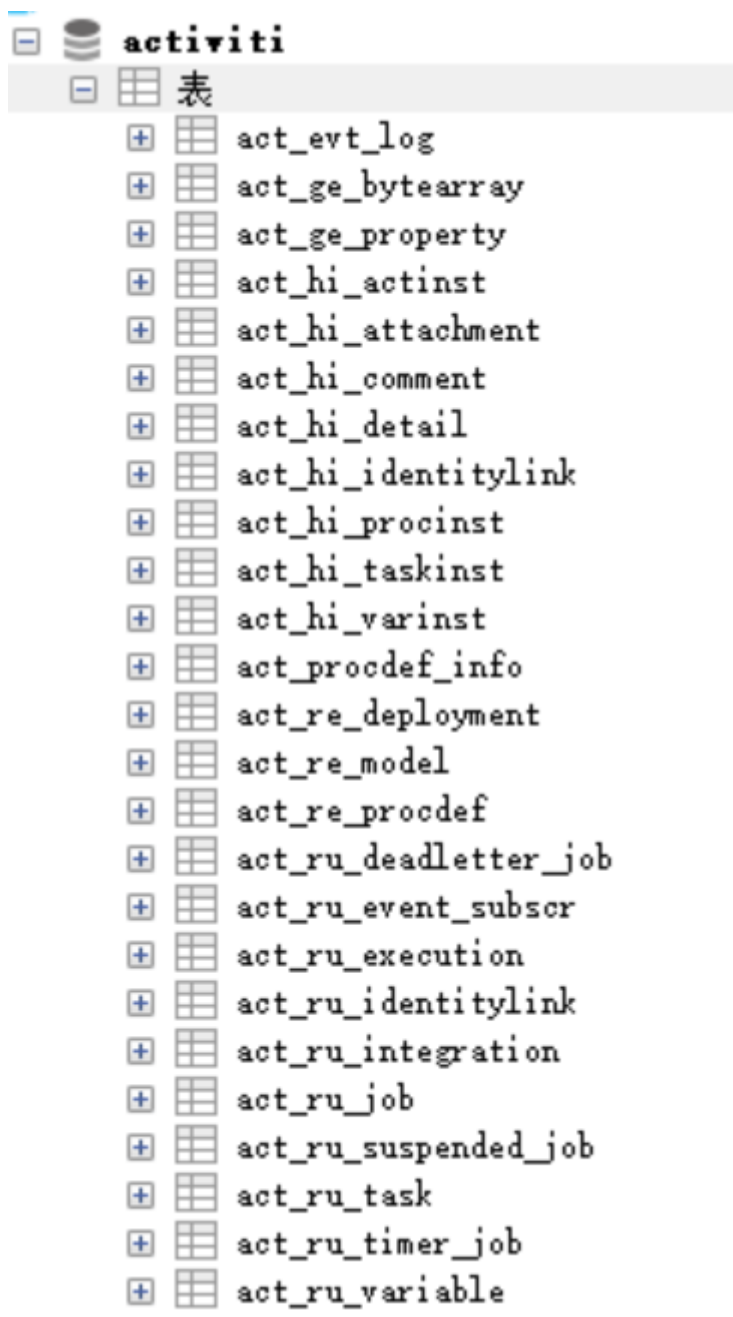 activiti
表
act_evt_log
act_ge_bytearray
act_ge_property
act_hi_actinst
act_hi_attachment
act_hi_comment
act_hi_detail
act_hi_identitylink
act_hi_procinst
act_hi_taskinst
act_hi_varinst
act_procdef_info
act_re_deployment
act_re_model
act_re_procdef
act_ru_deadletter_job
act_ru_event_subscr
act_ru_execution
act_ru_identitylink
act_ru_integration
act_ru_job
act_ru_suspended_job
act_ru_task
act_ru_timer_job
act_ru_variable